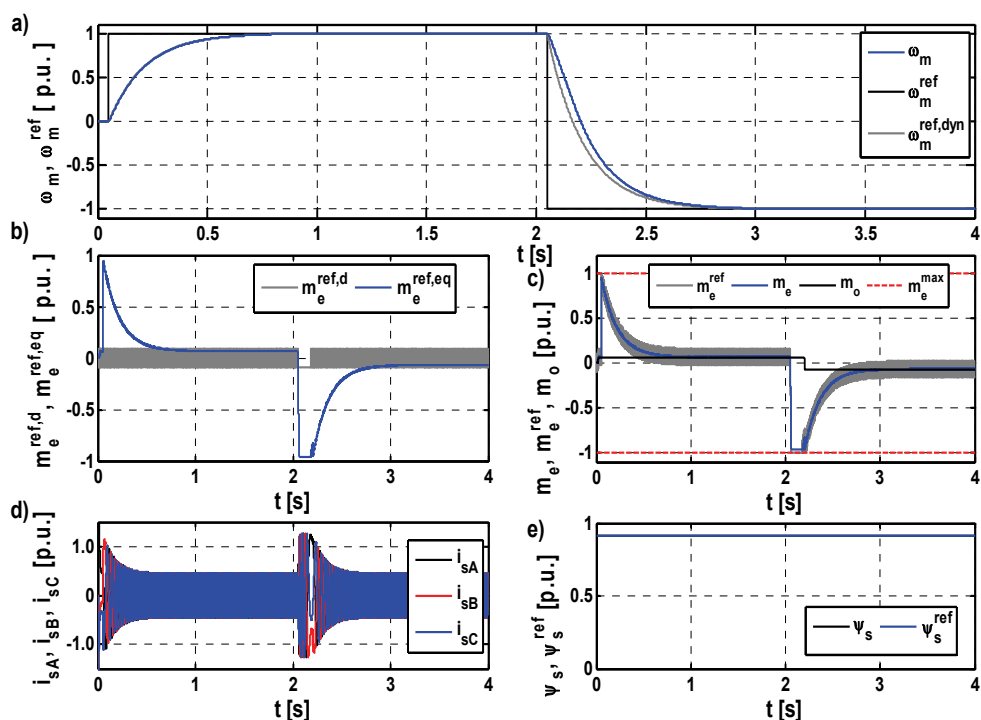 a)
ω_m, ω_m^ref [ p.u. ]
1
0.5
0
-0.5
-1
0 0.5 1 1.5 2 2.5 3 3.5 4
t [s]
ω_m
ω_m^ref
ω_m^ref,dyn
b)
m_e^ref,d, m_e^ref,eq [ p.u. ]
1
0.5
0
-0.5
-1
0 1 2 3 4
t [s]
m_e^ref,d m_e^ref,eq
c)
m_e, m_e^ref, m_o [p.u.]
1
0.5
0
-0.5
-1
0 1 2 3 4
t [s]
m_e^ref m_e m_o m_e^max
d)
i_sA, i_sB, i_sC [p.u.]
1.0
0
-1.0
0 1 2 3 4
t [s]
i_sA
i_sB
i_sC
e)
ψ_s, ψ_s^ref [p.u.]
1
0.5
0
0 1 2 3 4
t [s]
ψ_s ψ_s^ref